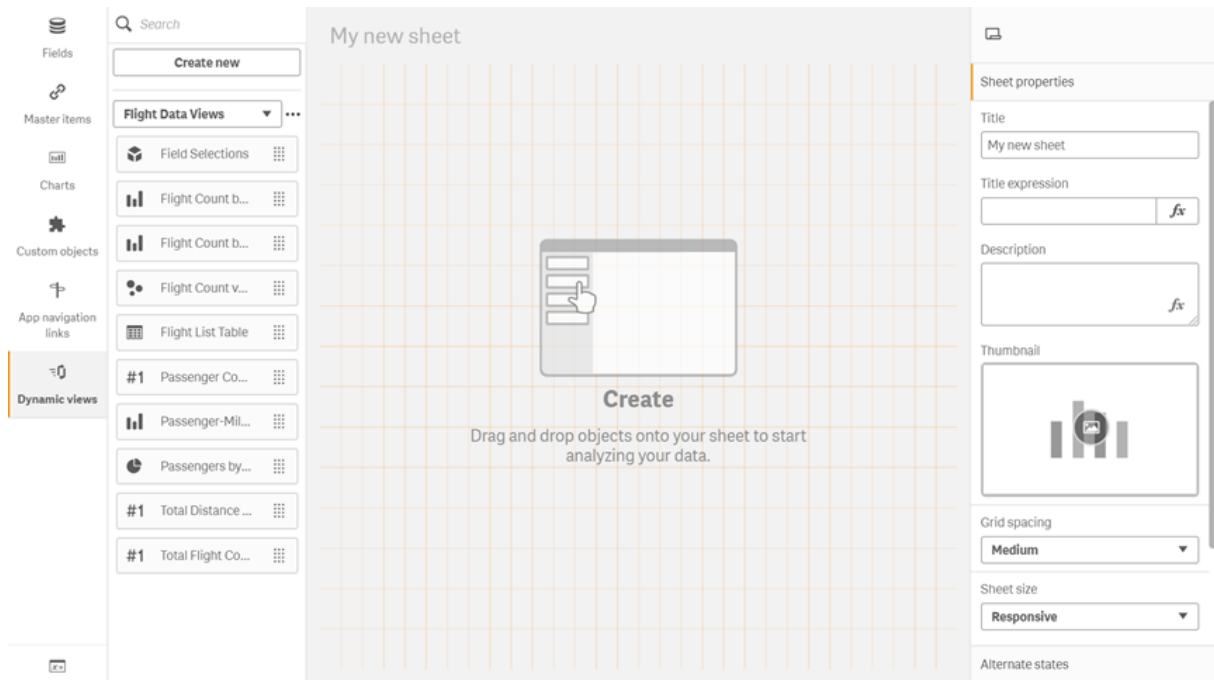 Fields
Master items
Charts
Custom objects
App navigation
links
Dynamic views
Search
Create new
Flight Data Views
Field Selections
Flight Count b...
Flight Count b...
Flight Count v...
Flight List Table
#1 Passenger Co...
Passenger-Mil...
Passengers by...
#1 Total Distance ...
#1 Total Flight Co...
My new sheet
Create
Drag and drop objects onto your sheet to start
analyzing your data.
Sheet properties
Title
My new sheet
Title expression
fx
Description
fx
Thumbnail
Grid spacing
Medium
Sheet size
Responsive
Alternate states